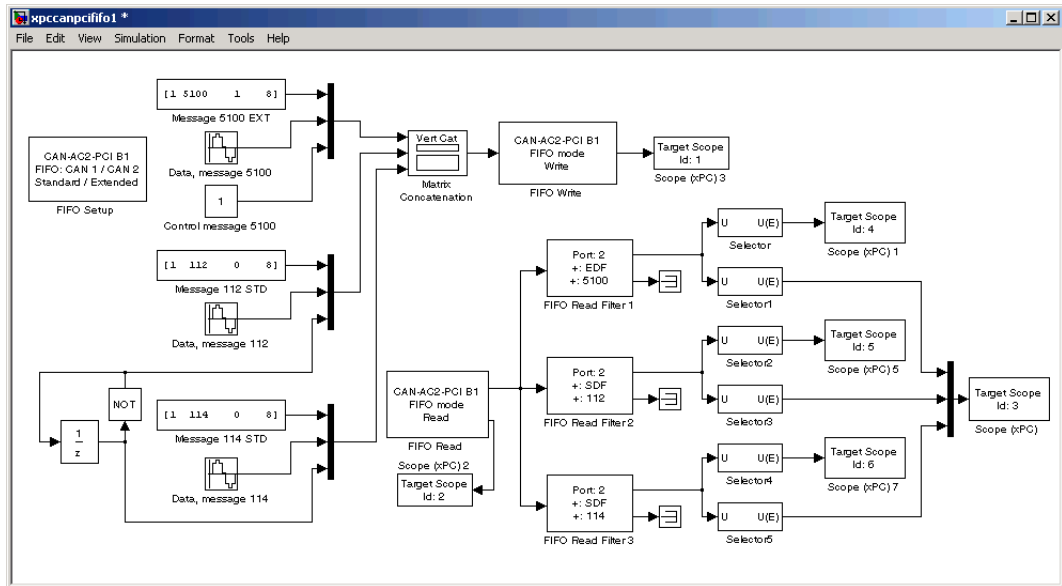 xpccanpcififo1 *
File Edit View Simulation Format Tools Help
[1 5100 1 8]
Message 5100 EXT
Data, message 5100
1
Control message 5100
CAN-AC2-PCI B1
FIFO: CAN 1 / CAN 2
Standard / Extended
FIFO Setup
Vert Cat
Matrix
Concatenation
CAN-AC2-PCI B1
FIFO mode
Write
FIFO Write
Target Scope
Id: 1
Scope (xPC) 3
[1 112 0 8]
Message 112 STD
Data, message 112
NOT
1
z
[1 114 0 8]
Message 114 STD
Data, message 114
CAN-AC2-PCI B1
FIFO mode
Read
FIFO Read
Scope (xPC) 2
Target Scope
Id: 2
Port: 2
+: EDF
+: 5100
FIFO Read Filter 1
U U(E)
Selector
Target Scope
Id: 4
Scope (xPC) 1
U U(E)
Selector1
Port: 2
+: SDF
+: 112
FIFO Read Filter 2
U U(E)
Selector2
Target Scope
Id: 5
Scope (xPC) 5
U U(E)
Selector3
Target Scope
Id: 3
Scope (xPC)
Port: 2
+: SDF
+: 114
FIFO Read Filter 3
U U(E)
Selector4
Target Scope
Id: 6
Scope (xPC) 7
U U(E)
Selector5